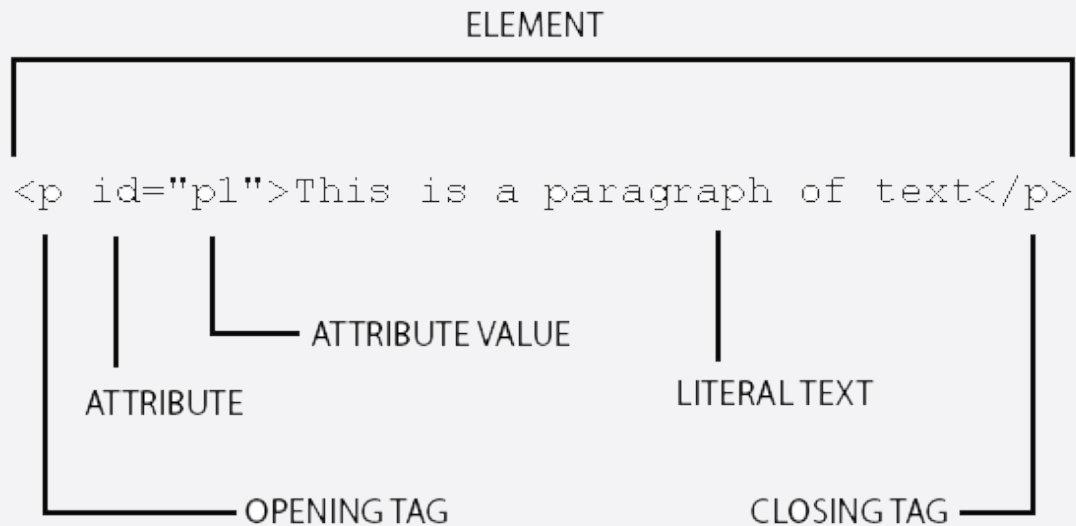 ELEMENT
<p id="p1">This is a paragraph of text</p>
ATTRIBUTE VALUE
ATTRIBUTE
LITERAL TEXT
OPENING TAG
CLOSING TAG